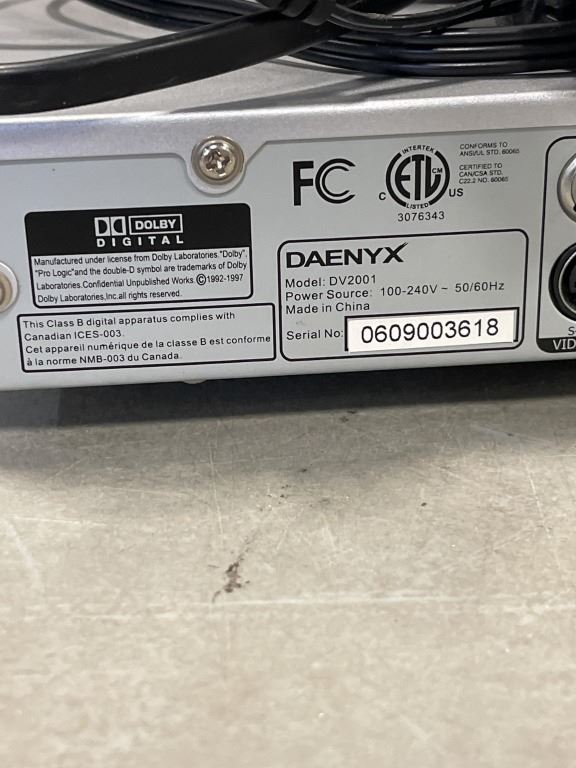 DOLBY
DIGITAL
Manufactured under license from Dolby Laboratories."Dolby",
"Pro Logic"and the double-D symbol are trademarks of Dolby
Laboratories.Confidential Unpublished Works.©1992-1997
Dolby Laboratories,Inc.all rights reserved.
This Class B digital apparatus complies with
Canadian ICES-003.
Cet appareil numérique de la classe B est conforme
à la norme NMB-003 du Canada.
FC
INTERTEK
C ETL CM US
LISTED
3076343
CONFORMS TO
ANSI/UL STD. 60065
CERTIFIED TO
CAN/CSA STD.
C22.2 NO. 60065
DAENYX
Model: DV2001
Power Source: 100-240V ~ 50/60Hz
Made in China
Serial No: 0609003618
S
VID